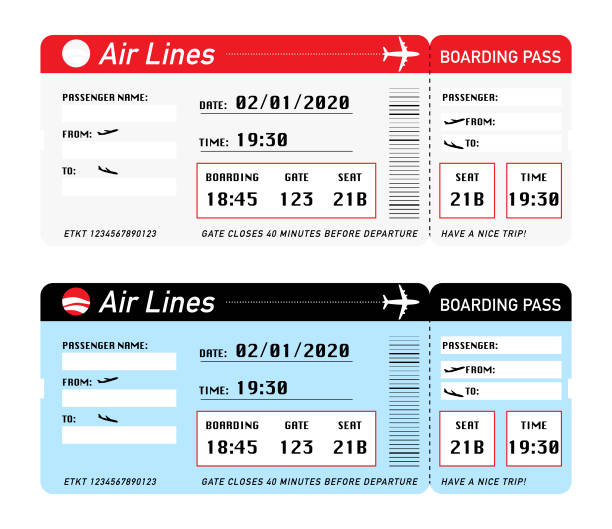 Air Lines BOARDING PASS
PASSENGER NAME: DATE: 02/01/2020 PASSENGER:
FROM: FROM:
TIME: 19:30 TO:
TO:
BOARDING GATE SEAT SEAT TIME
18:45 123 21B 21B 19:30
ETKT 1234567890123 GATE CLOSES 40 MINUTES BEFORE DEPARTURE HAVE A NICE TRIP!
Air Lines BOARDING PASS
PASSENGER NAME: DATE: 02/01/2020 PASSENGER:
FROM: FROM:
TIME: 19:30 TO:
TO:
BOARDING GATE SEAT SEAT TIME
18:45 123 21B 21B 19:30
ETKT 1234567890123 GATE CLOSES 40 MINUTES BEFORE DEPARTURE HAVE A NICE TRIP!